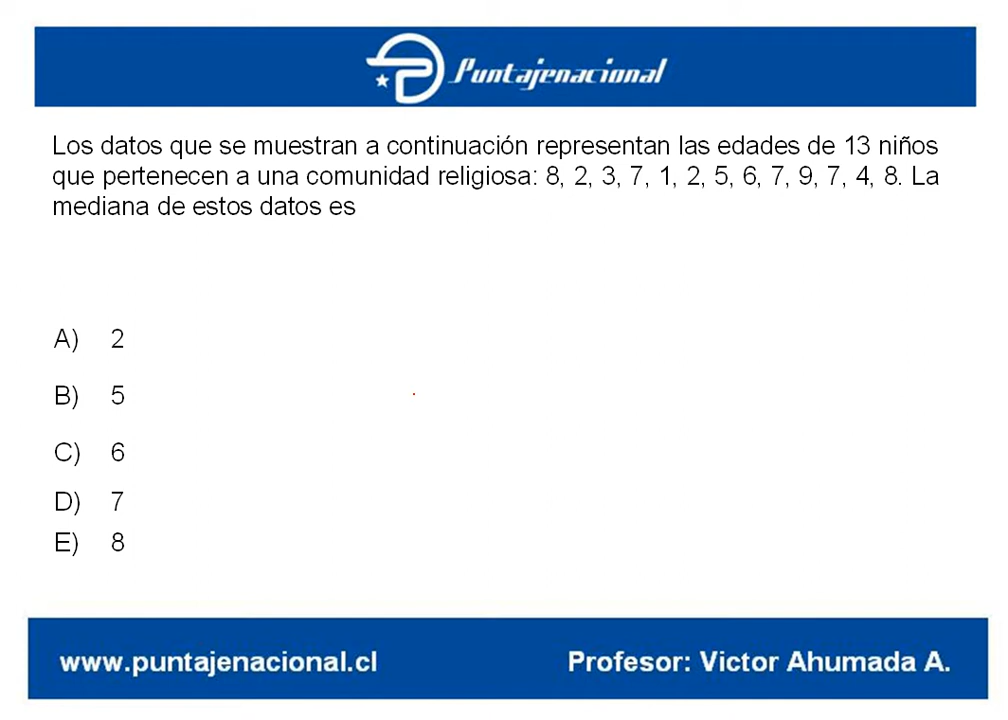 Puntajenacional
Los datos que se muestran a continuación representan las edades de 13 niños
que pertenecen a una comunidad religiosa: 8, 2, 3, 7, 1, 2, 5, 6, 7, 9, 7, 4, 8. La
mediana de estos datos es
A) 2
B) 5
C) 6
D) 7
E) 8
www.puntajenacional.cl Profesor: Victor Ahumada A.